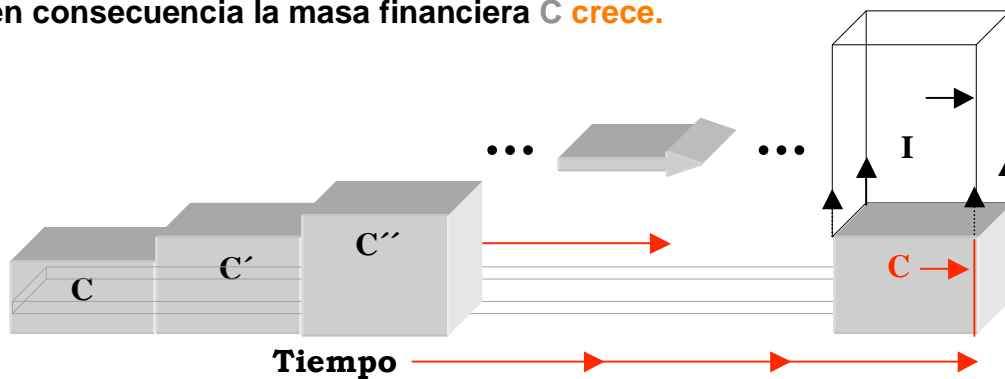 en consecuencia la masa financiera C crece.
... ...
I
C C´ C´´ C
Tiempo